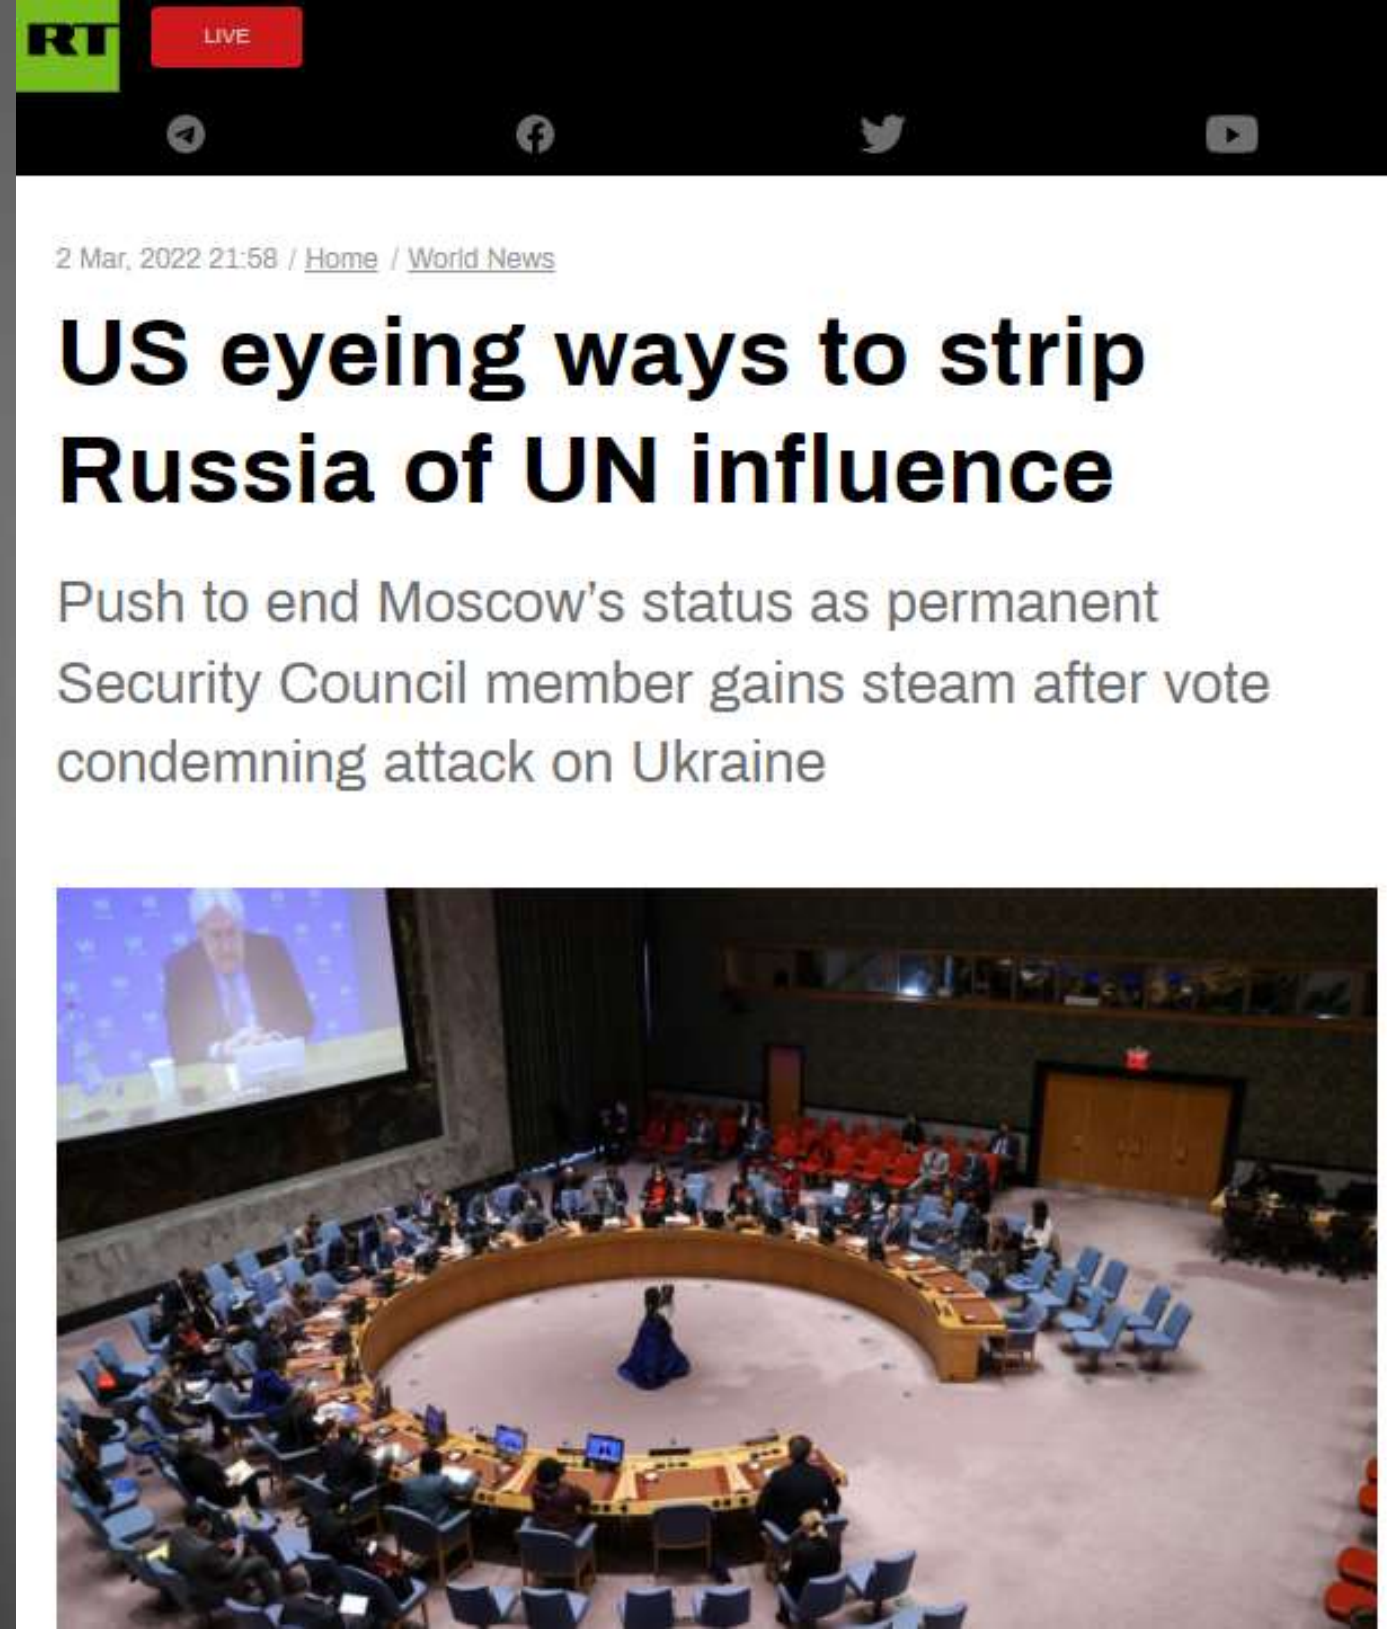 RT
LIVE
2 Mar, 2022 21:58 / Home / World News
US eyeing ways to strip
Russia of UN influence
Push to end Moscow’s status as permanent
Security Council member gains steam after vote
condemning attack on Ukraine